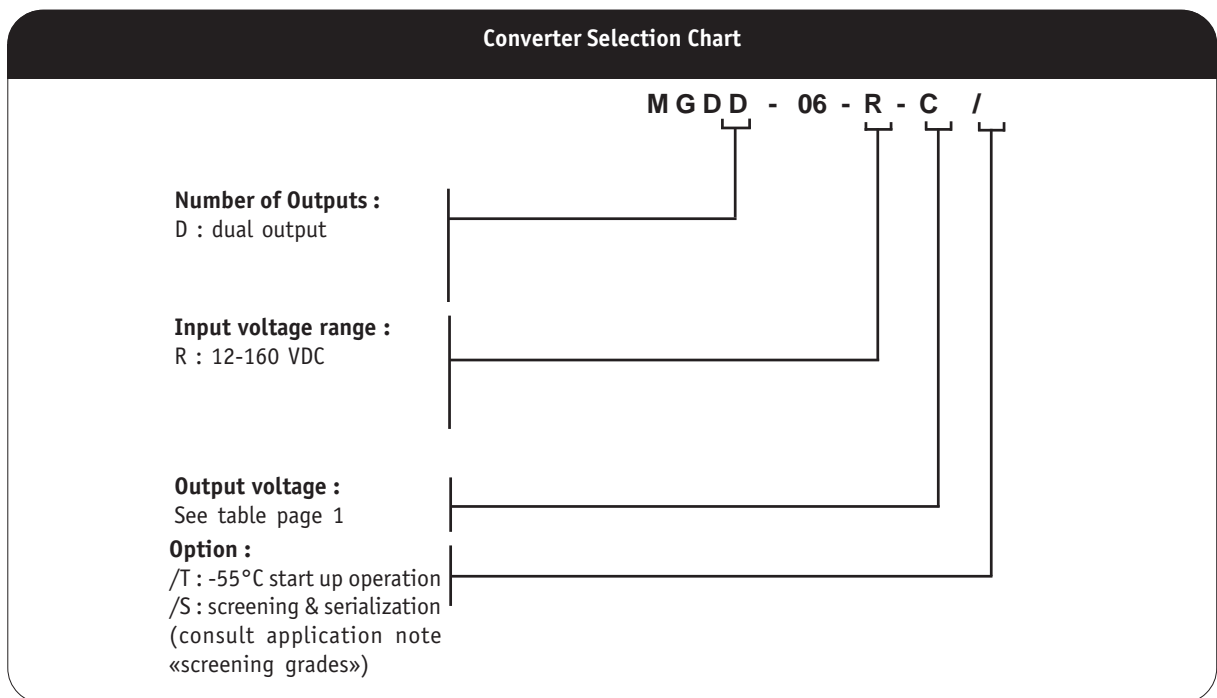 Converter Selection Chart
M G D D - 06 - R - C /
Number of Outputs :
D : dual output
Input voltage range :
R : 12-160 VDC
Output voltage :
See table page 1
Option :
/T : -55°C start up operation
/S : screening & serialization
(consult application note
«screening grades»)